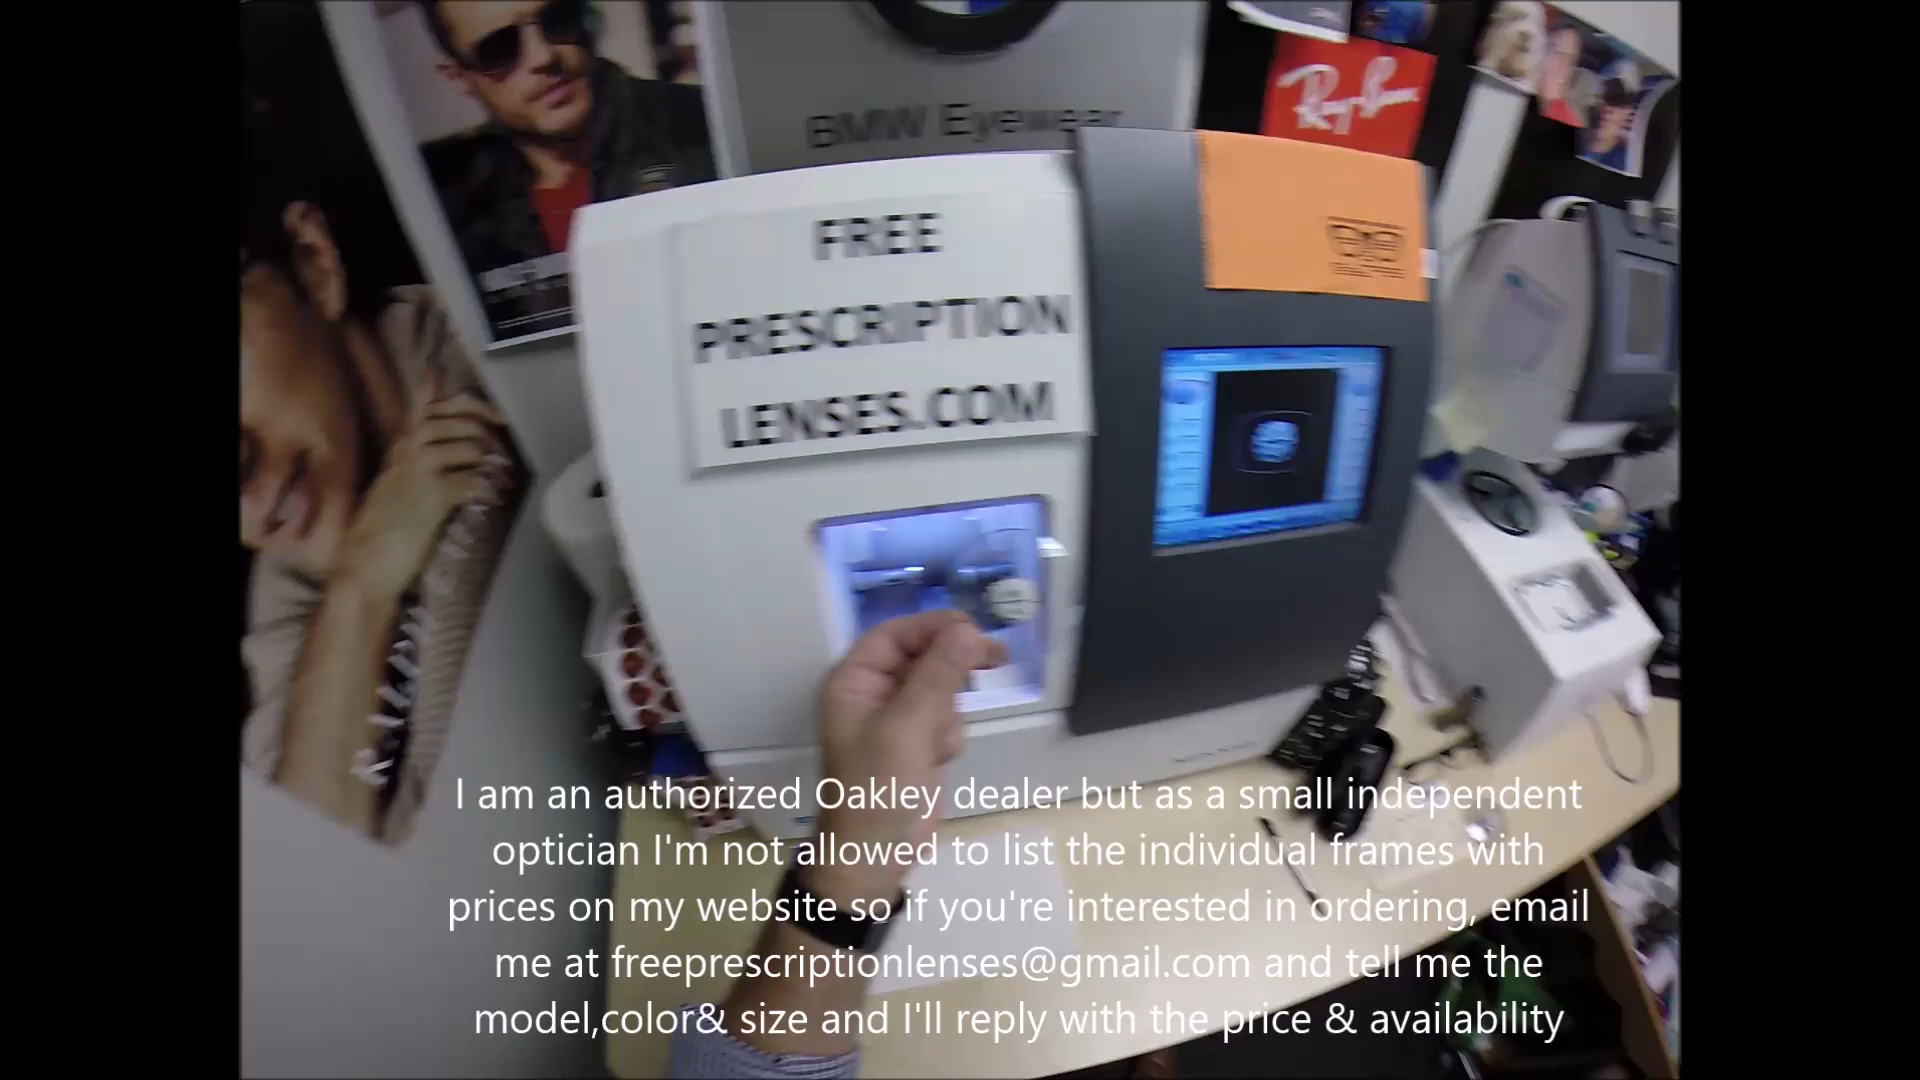 BMW Eyewear
Ray-Ban
FREE
PRESCRIPTION
LENSES.COM
I am an authorized Oakley dealer but as a small independent
optician I'm not allowed to list the individual frames with
prices on my website so if you're interested in ordering, email
me at freeprescriptionlenses@gmail.com and tell me the
model,color& size and I'll reply with the price & availability